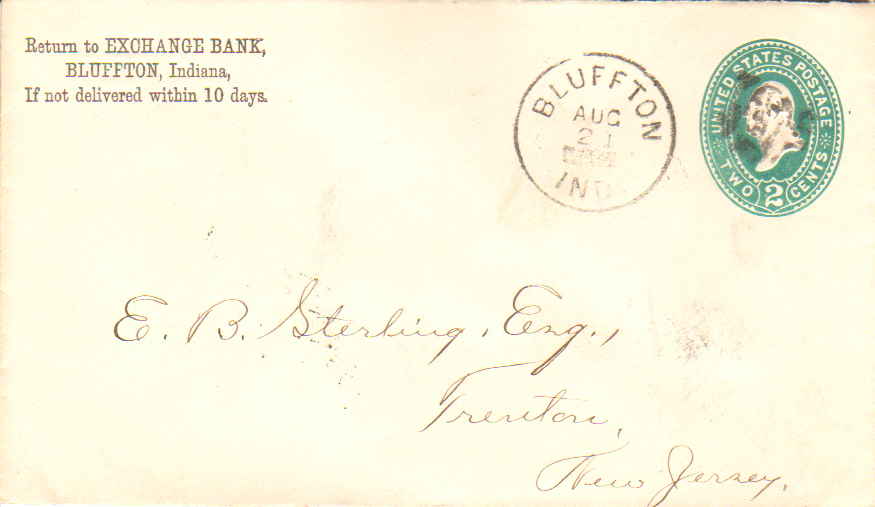 Return to EXCHANGE BANK,
BLUFFTON, Indiana,
If not delivered within 10 days.
BLUFFTON
AUG
21
IND
UNITED STATES POSTAGE
TWO 2 CENTS
E. B. Sterling, Esq.,
Trenton,
New Jersey.